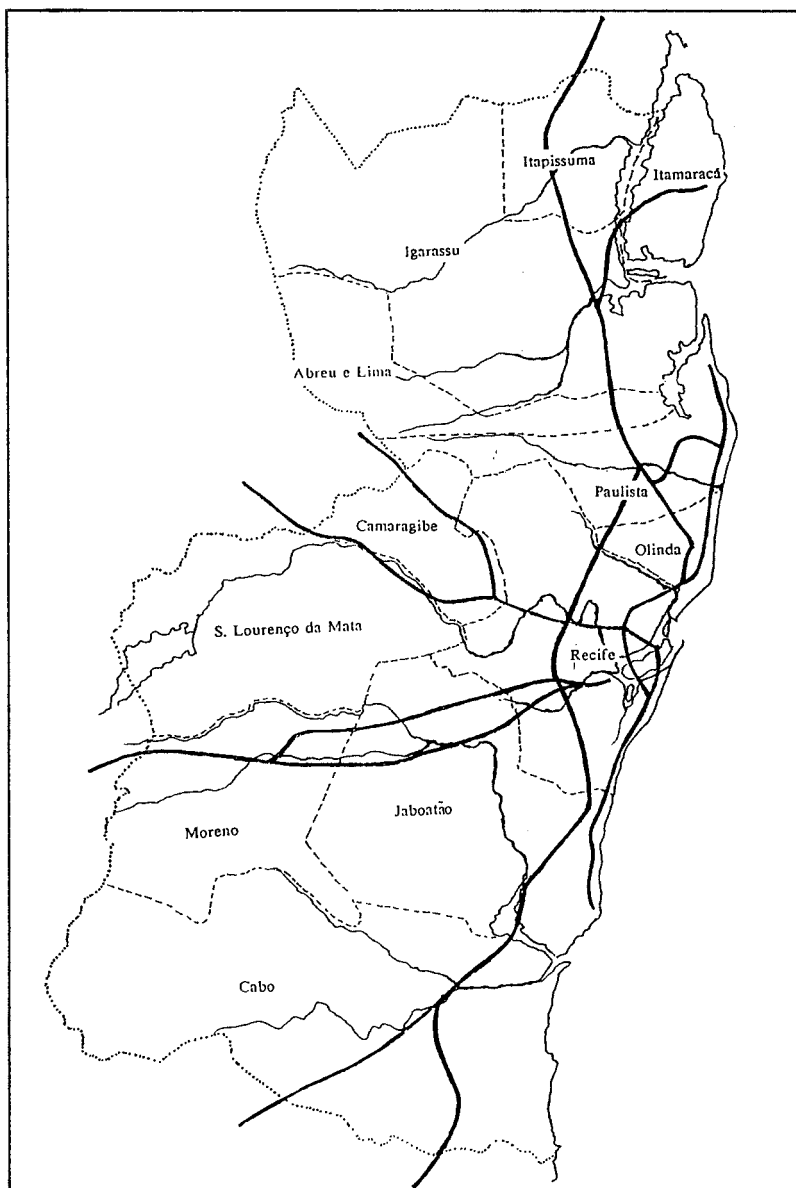 Itapissuma
Itamaracá
Igarassu
Abreu e Lima
Paulista
Camaragibe
Olinda
S. Lourenço da Mata
Recife
Jaboatão
Moreno
Cabo